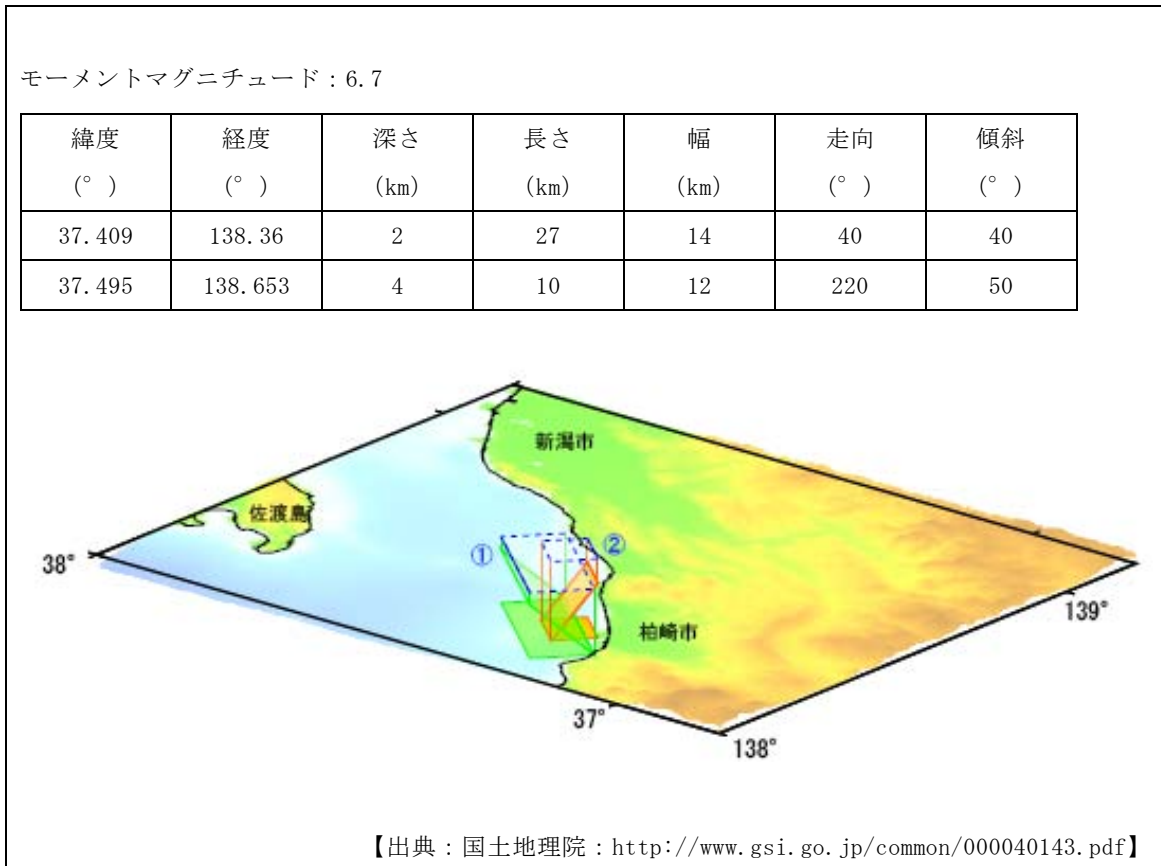 モーメントマグニチュード：6.7
緯度 経度 深さ 長さ 幅 走向 傾斜
(°) (°) (km) (km) (km) (°) (°)
37.409 138.36 2 27 14 40 40
37.495 138.653 4 10 12 220 50
新潟市
佐渡島
38°
①
②
柏崎市
139°
37°
138°
【出典：国土地理院：http://www.gsi.go.jp/common/000040143.pdf】